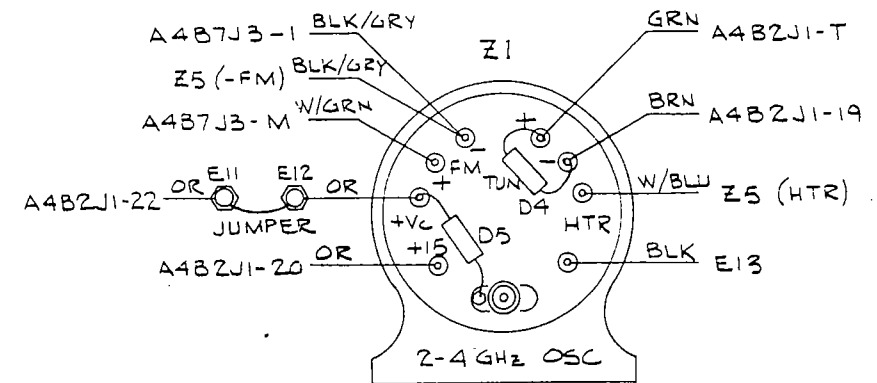 A4B7J3-1 BLK/GRY
Z1
GRN A4B2J1-T
Z5 (-FM) BLK/GRY
A4B7J3-M W/GRN
BRN A4B2J1-19
+
-
-
FM
+
TUN
D4
W/BLU Z5 (HTR)
HTR
A4B2J1-22 OR E11 E12 OR
JUMPER
+Vc
D5
+15
A4B2J1-20 OR
BLK E13
2-4 GHz OSC